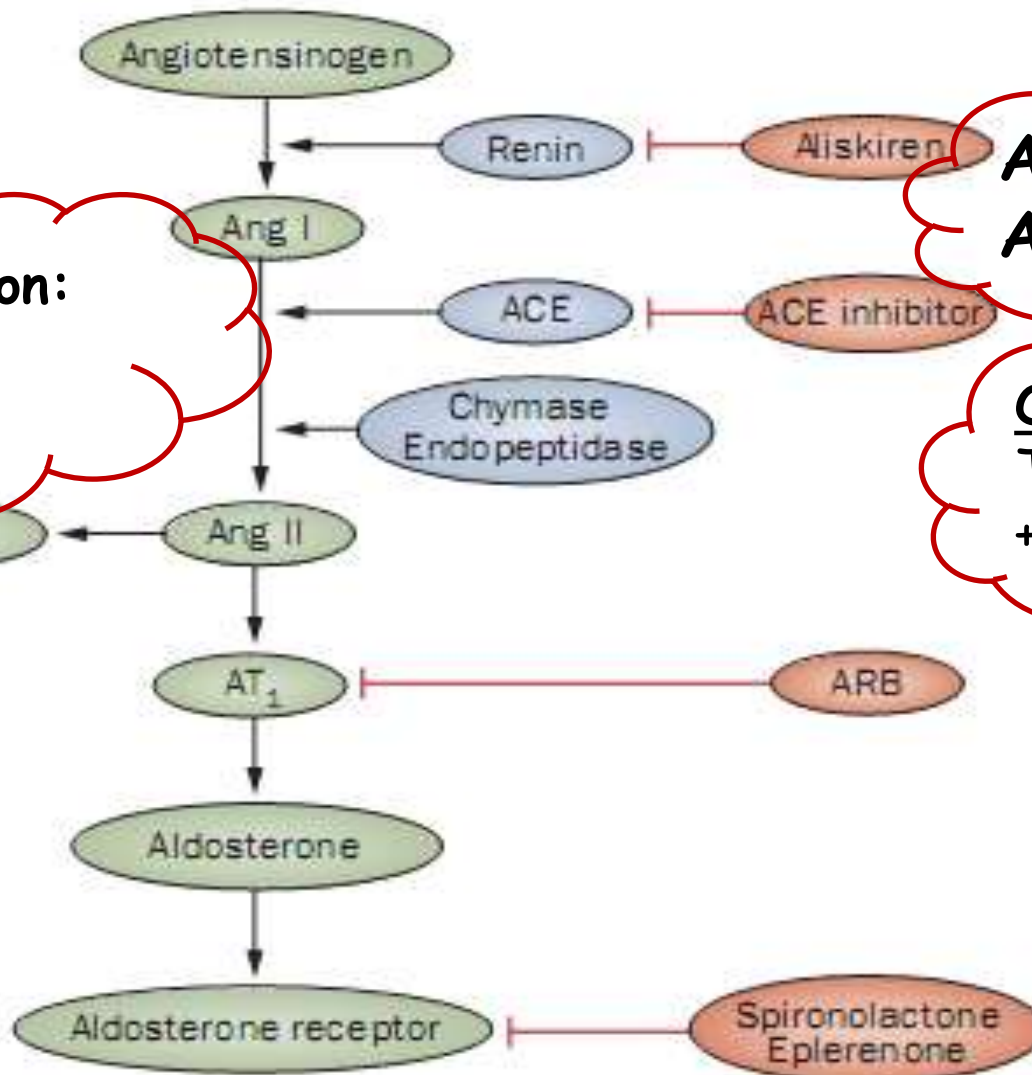 Angiotensinogen
Renin
Aliskiren
Ang I
on:
ACE
ACE inhibitor
Chymase
Endopeptidase
Ang II
+
AT1
ARB
Aldosterone
Aldosterone receptor
Spironolactone
Eplerenone